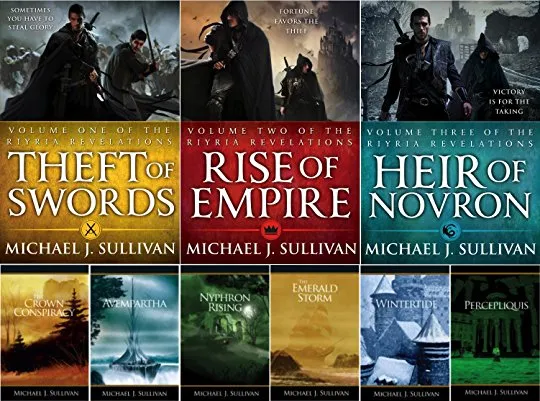 SOMETIMES
YOU HAVE TO
STEAL GLORY
VOLUME ONE OF THE
RIYRIA REVELATIONS
THEFT OF
SWORDS
MICHAEL J. SULLIVAN
FORTUNE
FAVORS THE
THIEF
VOLUME TWO OF THE
RIYRIA REVELATIONS
RISE OF
EMPIRE
MICHAEL J. SULLIVAN
VICTORY
IS FOR THE
TAKING
VOLUME THREE OF THE
RIYRIA REVELATIONS
HEIR OF
NOVRON
MICHAEL J. SULLIVAN
THE
CROWN
CONSPIRACY
MICHAEL J. SULLIVAN
AVEMPARTHA
MICHAEL J. SULLIVAN
NYPHRON
RISING
MICHAEL J. SULLIVAN
THE
EMERALD
STORM
MICHAEL J. SULLIVAN
WINTERTIDE
MICHAEL J. SULLIVAN
PERCEPLIQUIS
MICHAEL J. SULLIVAN